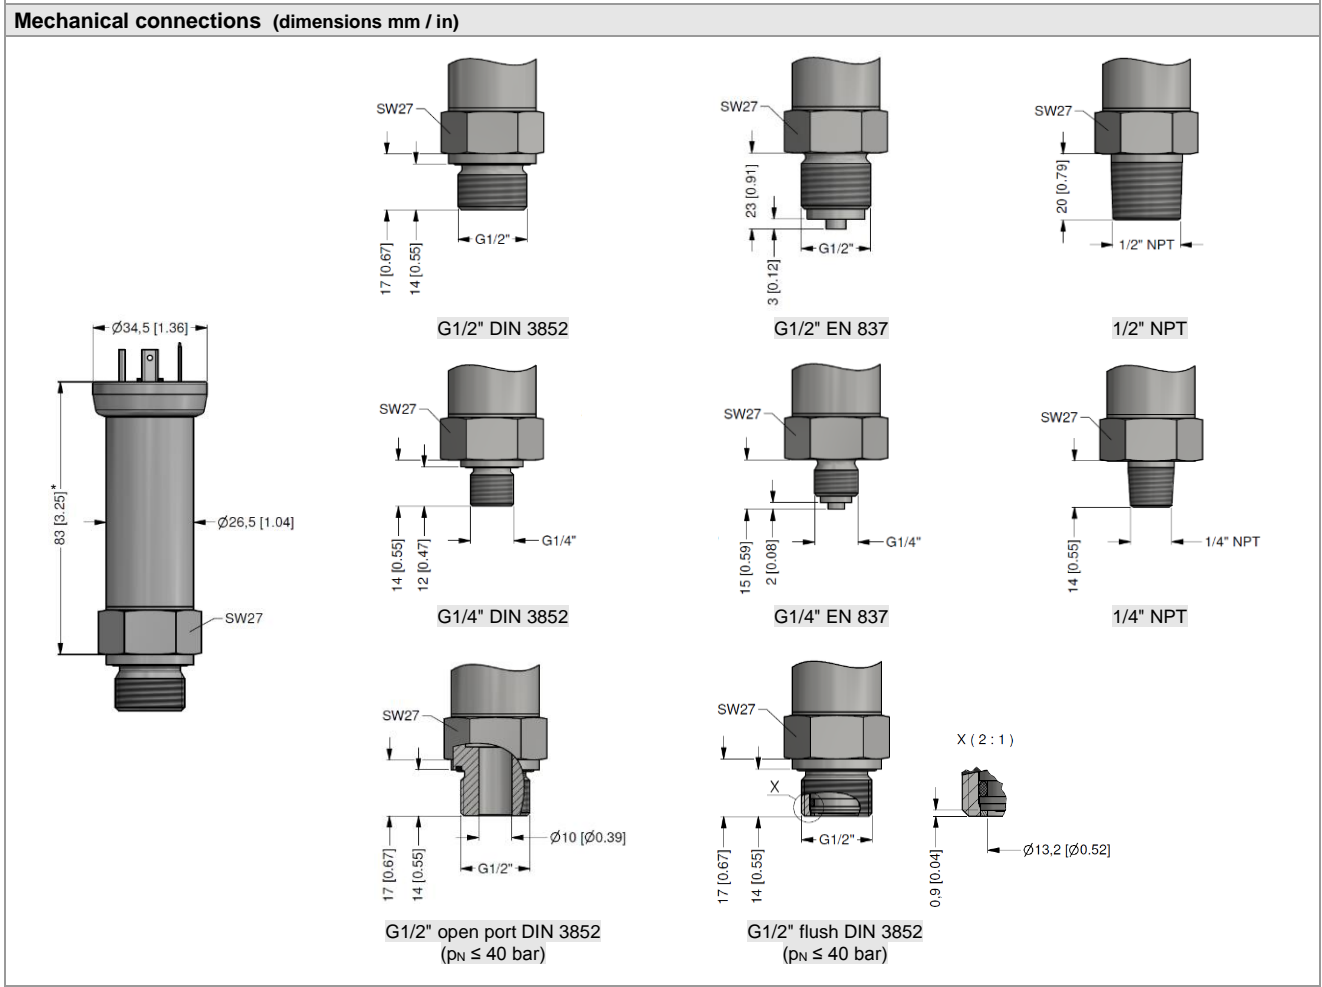 Mechanical connections (dimensions mm / in)
SW27
17 [0.67]
14 [0.55]
G1/2"
G1/2" DIN 3852
SW27
23 [0.91]
3 [0.12]
G1/2"
G1/2" EN 837
SW27
20 [0.79]
1/2" NPT
1/2" NPT
Ø34,5 [1.36]
83 [3.25]*
Ø26,5 [1.04]
SW27
SW27
14 [0.55]
12 [0.47]
G1/4"
G1/4" DIN 3852
SW27
15 [0.59]
2 [0.08]
G1/4"
G1/4" EN 837
SW27
14 [0.55]
1/4" NPT
1/4" NPT
SW27
17 [0.67]
14 [0.55]
Ø10 [Ø0.39]
G1/2"
G1/2" open port DIN 3852
(pN ≤ 40 bar)
SW27
X
17 [0.67]
14 [0.55]
G1/2"
X ( 2 : 1 )
0,9 [0.04]
Ø13,2 [Ø0.52]
G1/2" flush DIN 3852
(pN ≤ 40 bar)